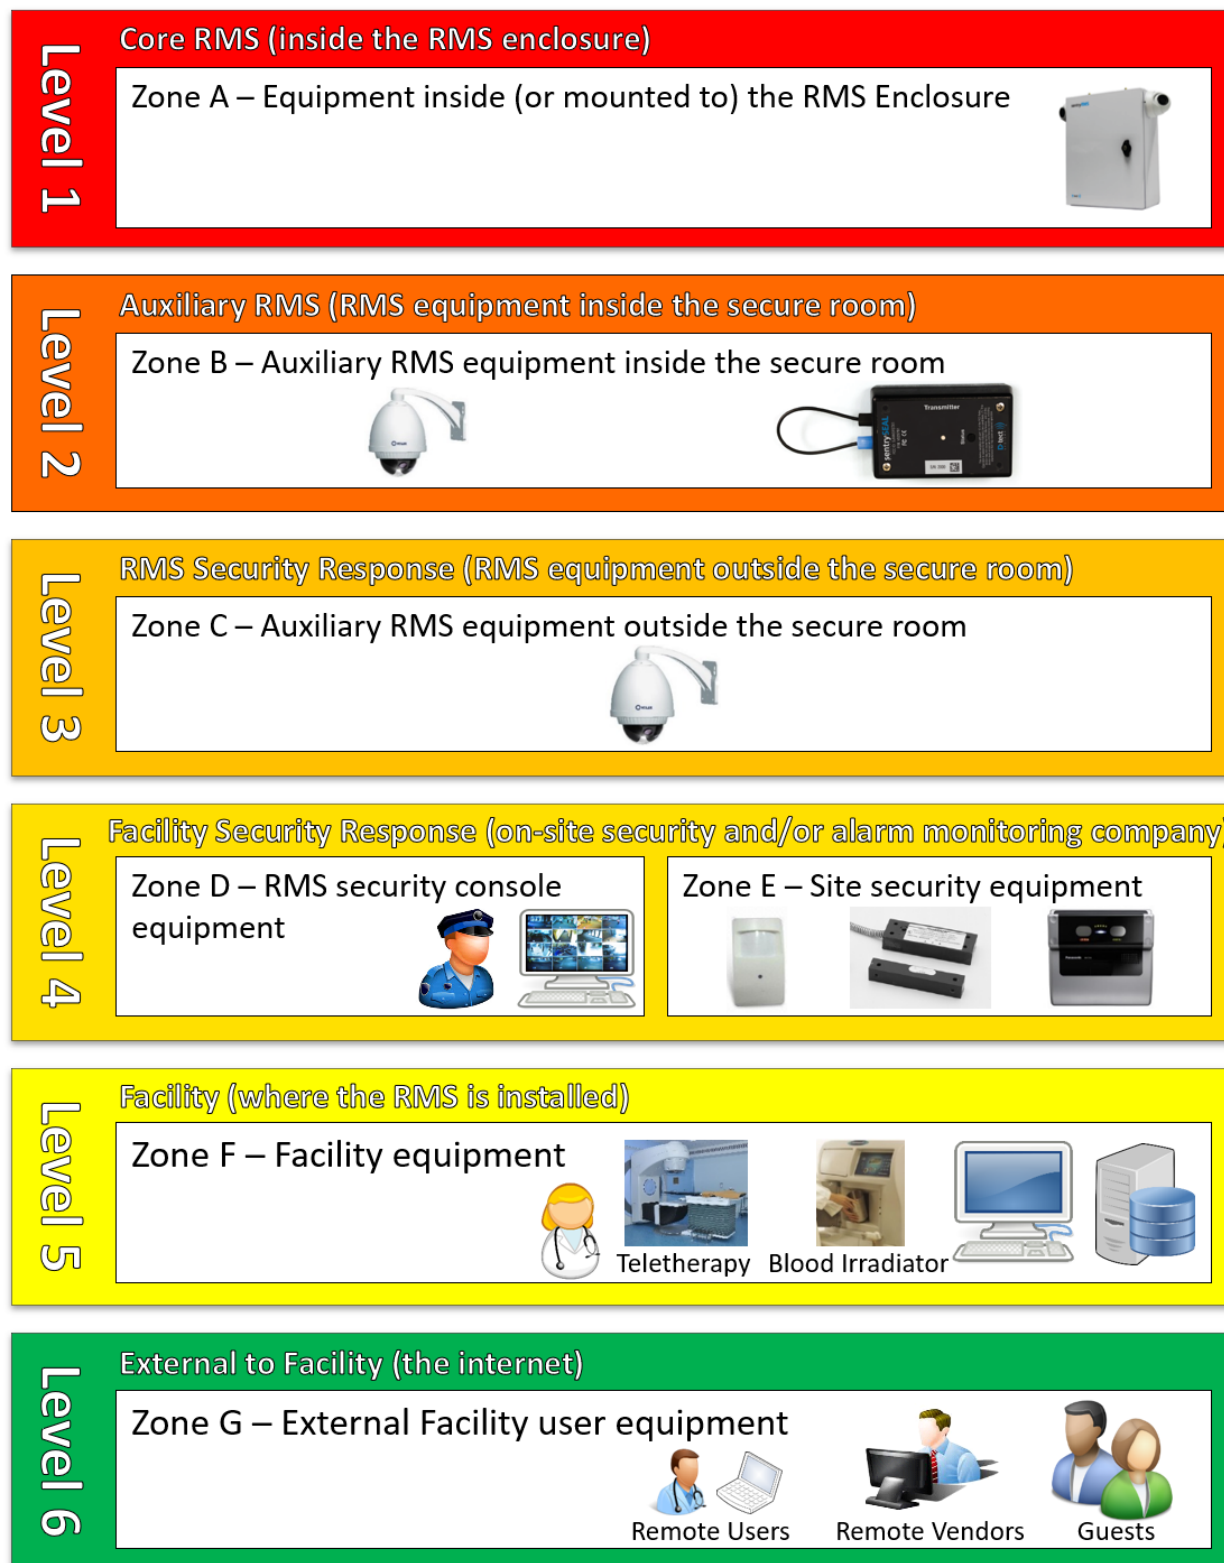 Level 1
Core RMS (inside the RMS enclosure)
Zone A – Equipment inside (or mounted to) the RMS Enclosure
Level 2
Auxiliary RMS (RMS equipment inside the secure room)
Zone B – Auxiliary RMS equipment inside the secure room
Transmitter
Status
sentrySEAL
Level 3
RMS Security Response (RMS equipment outside the secure room)
Zone C – Auxiliary RMS equipment outside the secure room
Level 4
Facility Security Response (on-site security and/or alarm monitoring company)
Zone D – RMS security console
equipment
Zone E – Site security equipment
Level 5
Facility (where the RMS is installed)
Zone F – Facility equipment
Teletherapy
Blood Irradiator
Level 6
External to Facility (the internet)
Zone G – External Facility user equipment
Remote Users
Remote Vendors
Guests